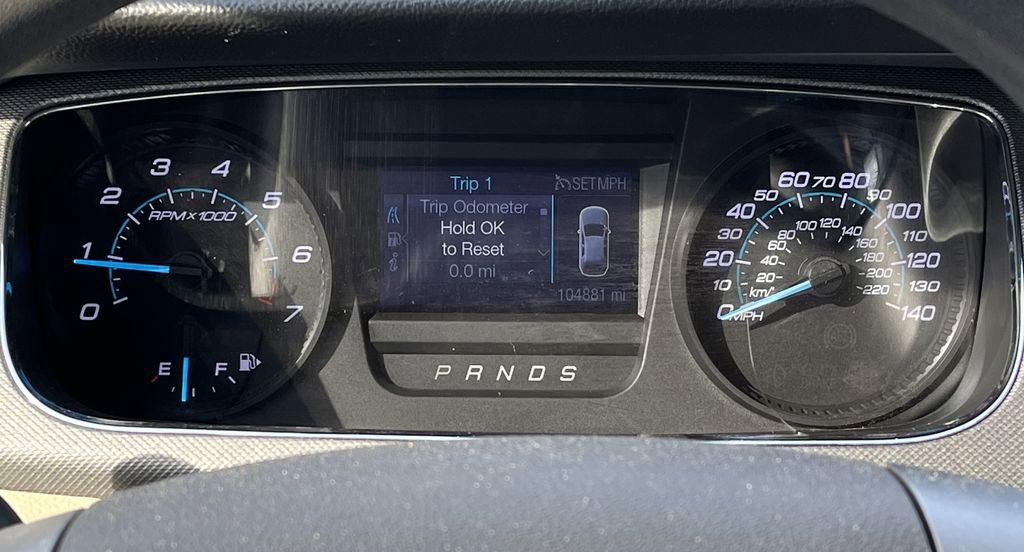 0
1
2
3
4
5
6
7
RPM×1000
E F
Trip 1
SET MPH
Trip Odometer
Hold OK
to Reset
0.0 mi
104881 mi
P R N D S
0
10
20
30
40
50
60
70
80
90
100
110
120
130
140
MPH
km/h
20
40
60
80
100
120
140
160
180
200
220